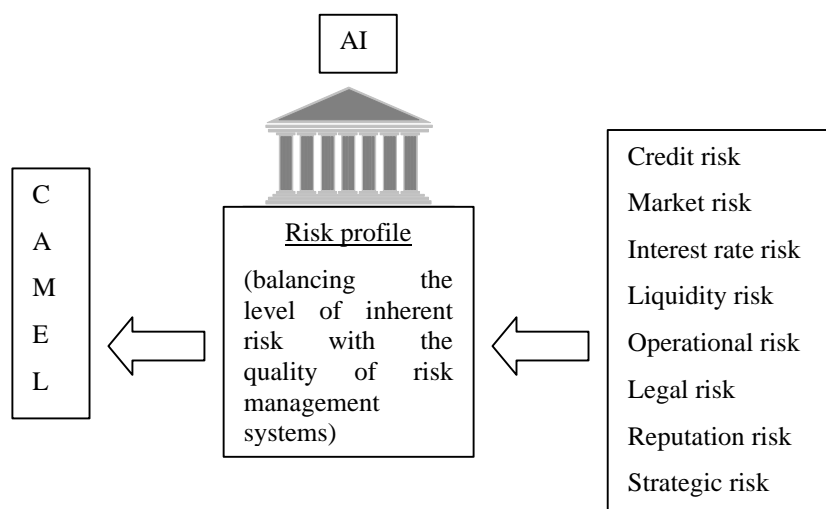 AI
C
A
M
E
L
Risk profile
(balancing the
level of inherent
risk with the
quality of risk
management
systems)
Credit risk
Market risk
Interest rate risk
Liquidity risk
Operational risk
Legal risk
Reputation risk
Strategic risk